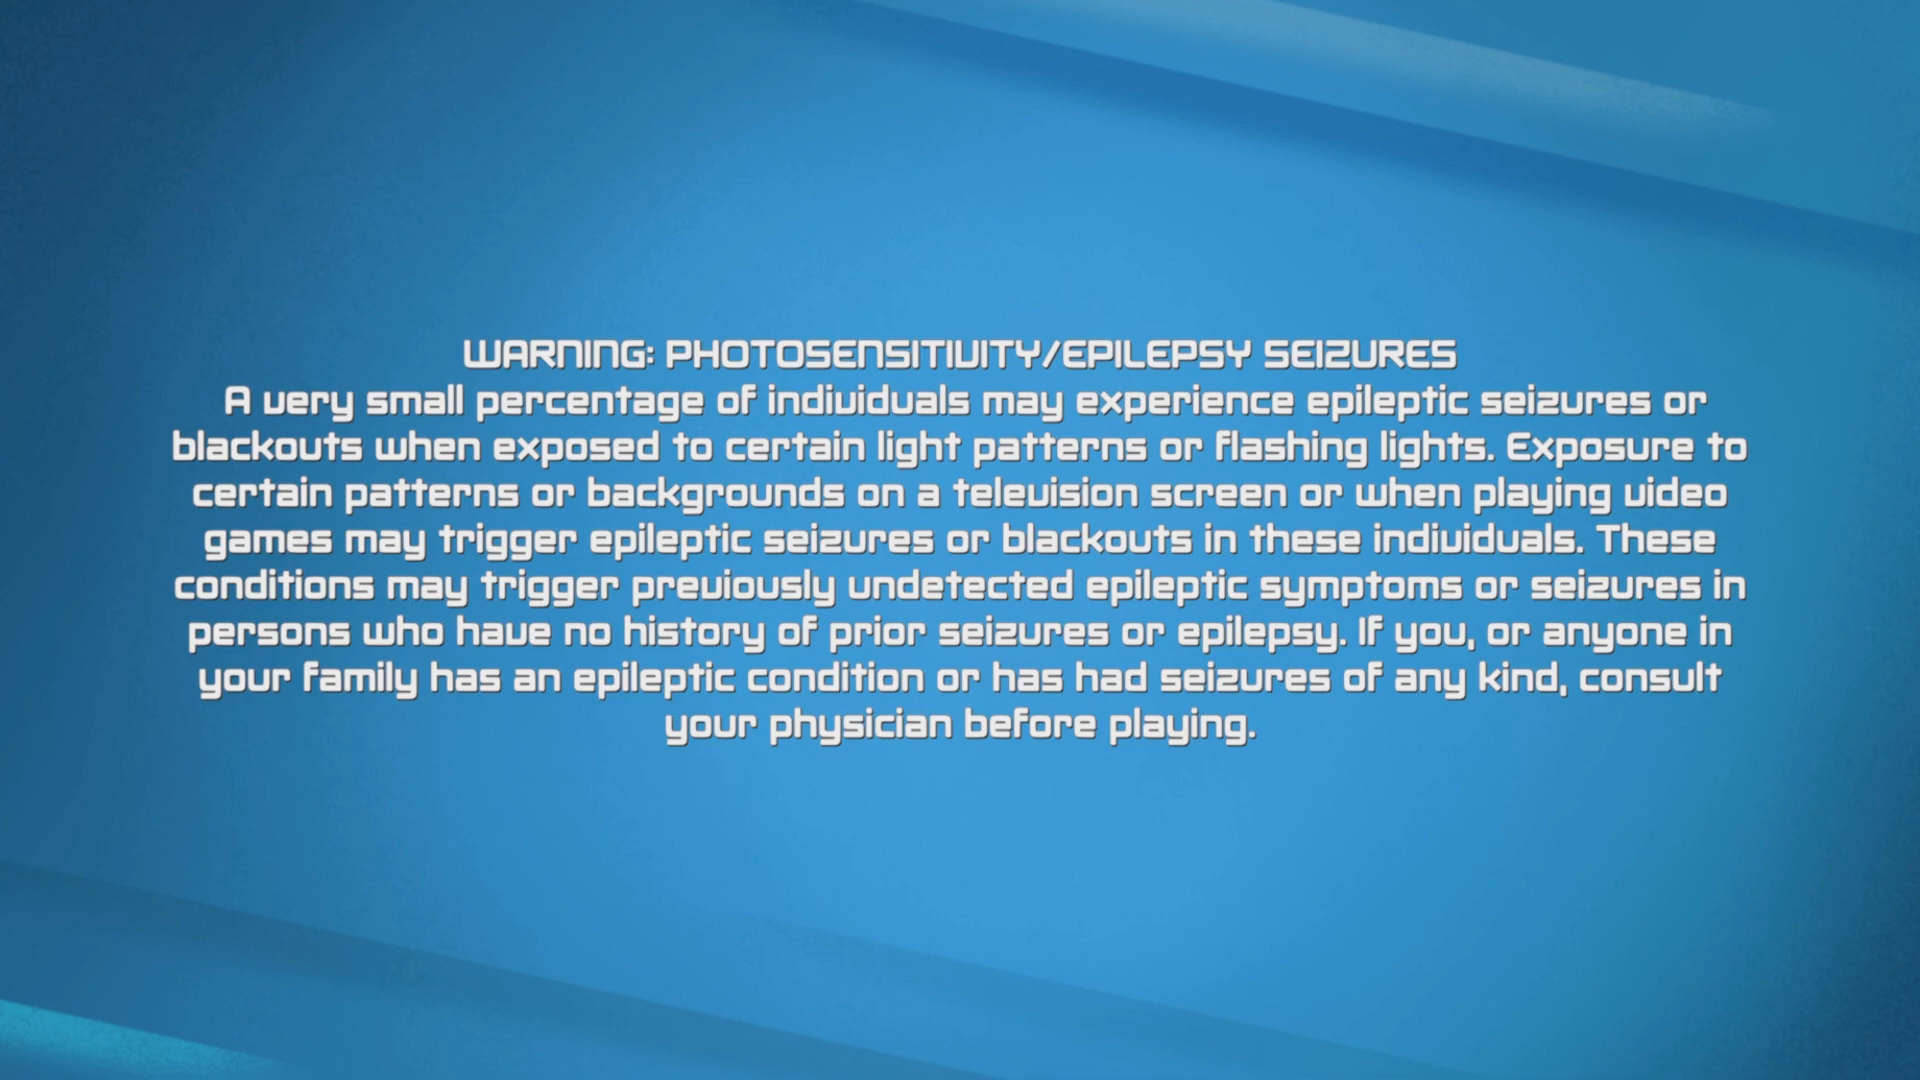 WARNING: PHOTOSENSITIVITY/EPILEPSY SEIZURES
A very small percentage of individuals may experience epileptic seizures or
blackouts when exposed to certain light patterns or flashing lights. Exposure to
certain patterns or backgrounds on a television screen or when playing video
games may trigger epileptic seizures or blackouts in these individuals. These
conditions may trigger previously undetected epileptic symptoms or seizures in
persons who have no history of prior seizures or epilepsy. If you, or anyone in
your family has an epileptic condition or has had seizures of any kind, consult
your physician before playing.